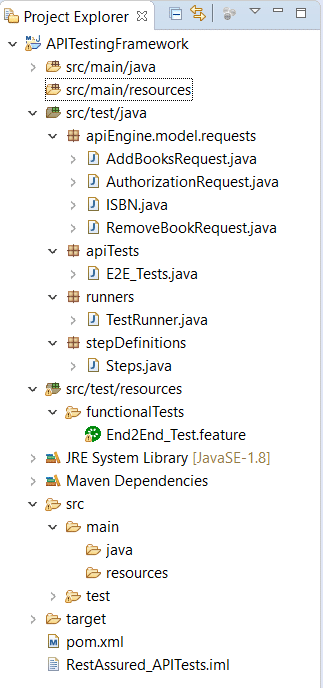 Project Explorer
APITestingFramework
src/main/java
src/main/resources
src/test/java
apiEngine.model.requests
AddBooksRequest.java
AuthorizationRequest.java
ISBN.java
RemoveBookRequest.java
apiTests
E2E_Tests.java
runners
TestRunner.java
stepDefinitions
Steps.java
src/test/resources
functionalTests
End2End_Test.feature
JRE System Library [JavaSE-1.8]
Maven Dependencies
src
main
java
resources
test
target
pom.xml
RestAssured_APITests.iml